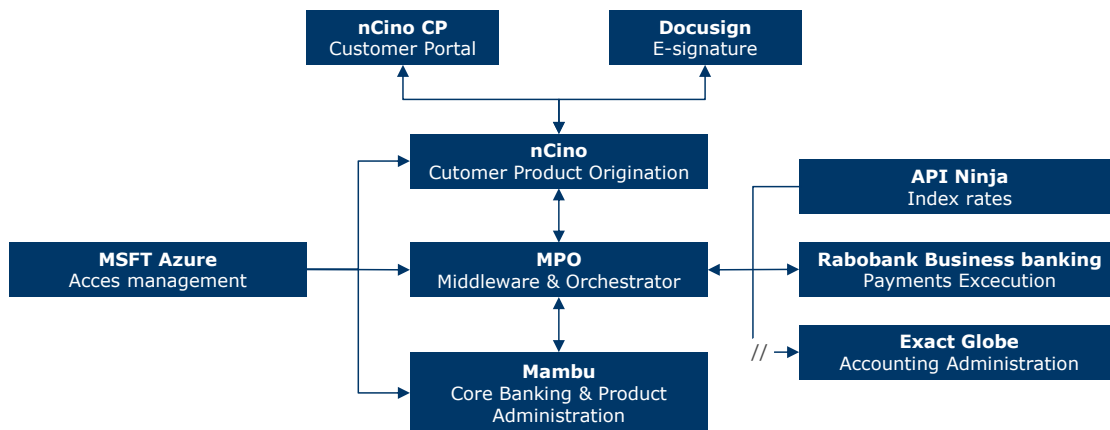 nCino CP
Customer Portal
Docusign
E-signature
nCino
Cutomer Product Origination
API Ninja
Index rates
MSFT Azure
Acces management
MPO
Middleware & Orchestrator
Rabobank Business banking
Payments Excecution
//
Exact Globe
Accounting Administration
Mambu
Core Banking & Product
Administration